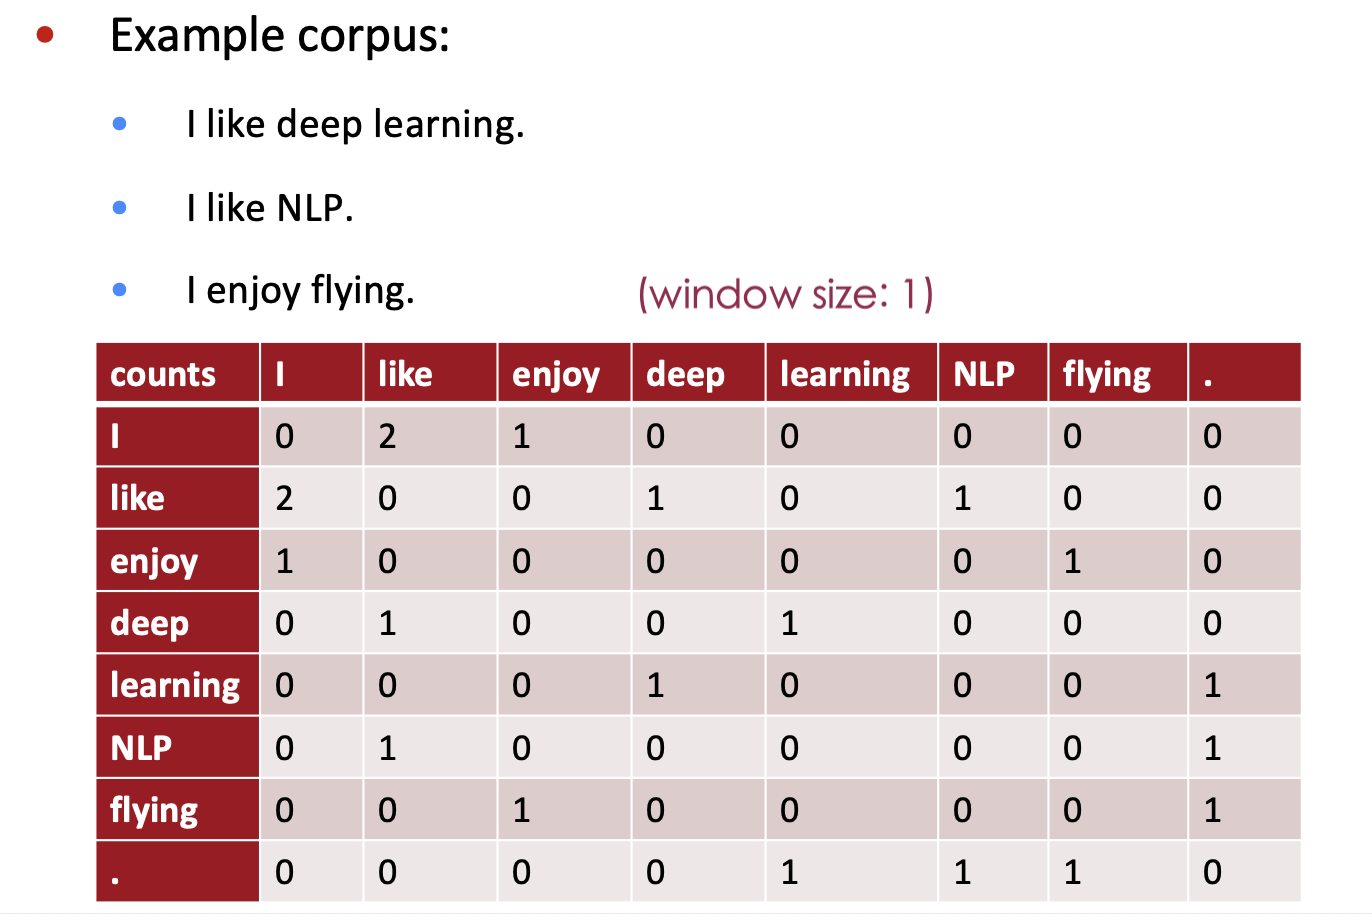 Example corpus:
I like deep learning.
I like NLP.
I enjoy flying.
(window size: 1)
counts I like enjoy deep learning NLP flying .
I 0 2 1 0 0 0 0 0
like 2 0 0 1 0 1 0 0
enjoy 1 0 0 0 0 0 1 0
deep 0 1 0 0 1 0 0 0
learning 0 0 0 1 0 0 0 1
NLP 0 1 0 0 0 0 0 1
flying 0 0 1 0 0 0 0 1
. 0 0 0 0 1 1 1 0